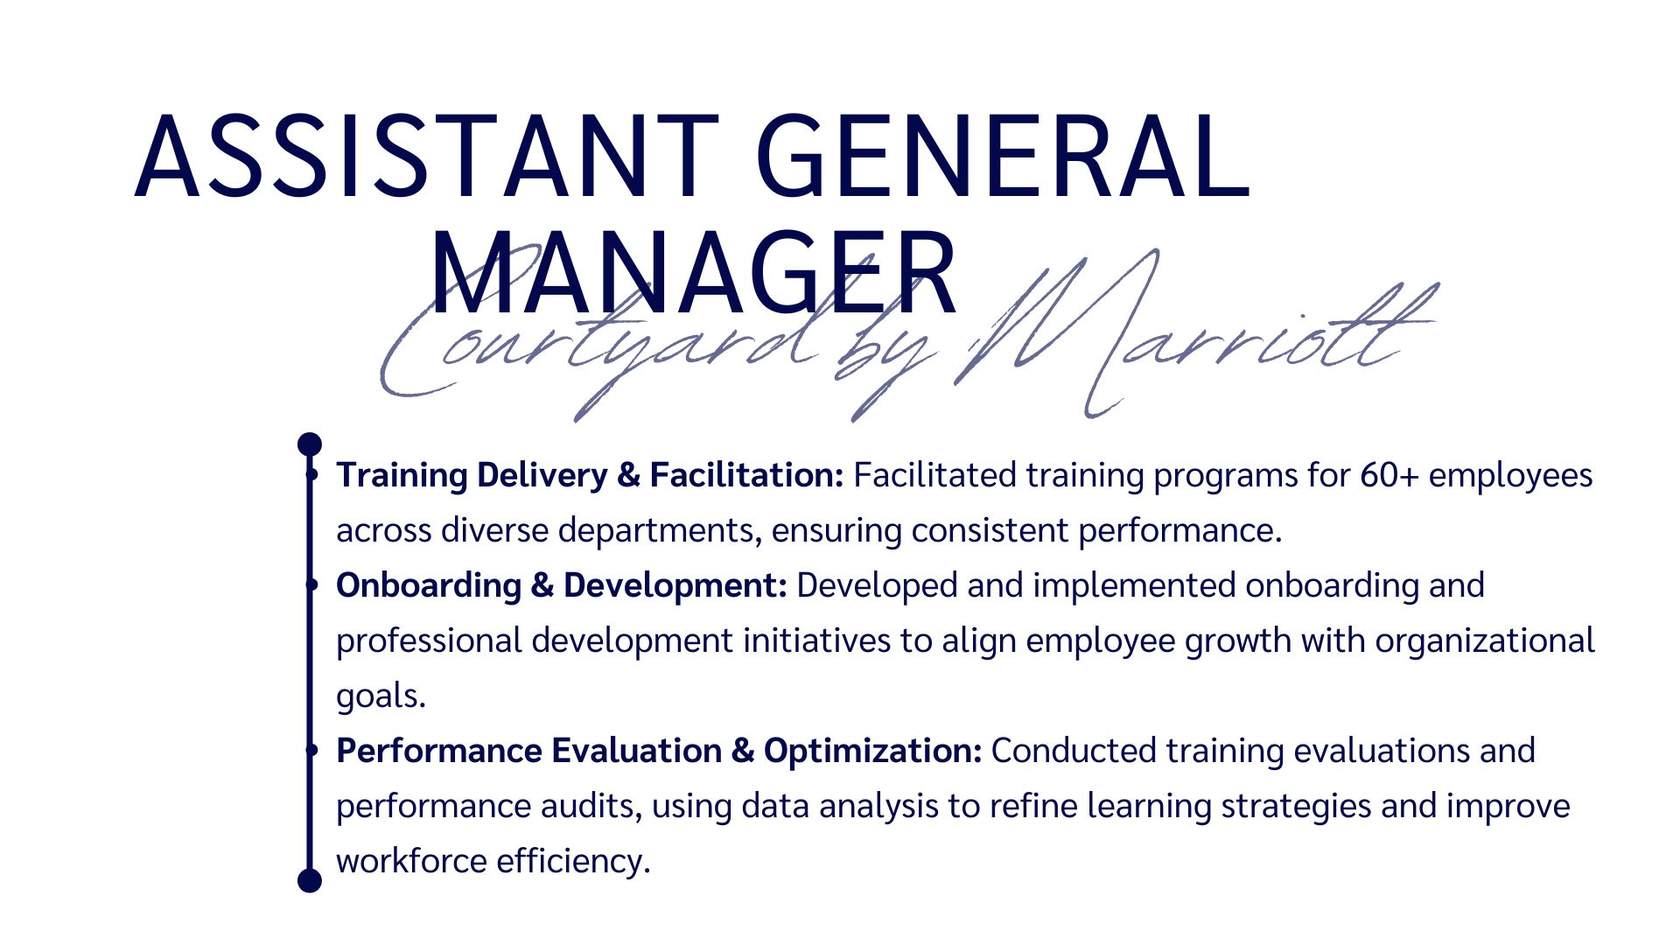 ASSISTANT GENERAL
MANAGER
Courtyard by Marriott
• Training Delivery & Facilitation: Facilitated training programs for 60+ employees
across diverse departments, ensuring consistent performance.
• Onboarding & Development: Developed and implemented onboarding and
professional development initiatives to align employee growth with organizational
goals.
• Performance Evaluation & Optimization: Conducted training evaluations and
performance audits, using data analysis to refine learning strategies and improve
workforce efficiency.